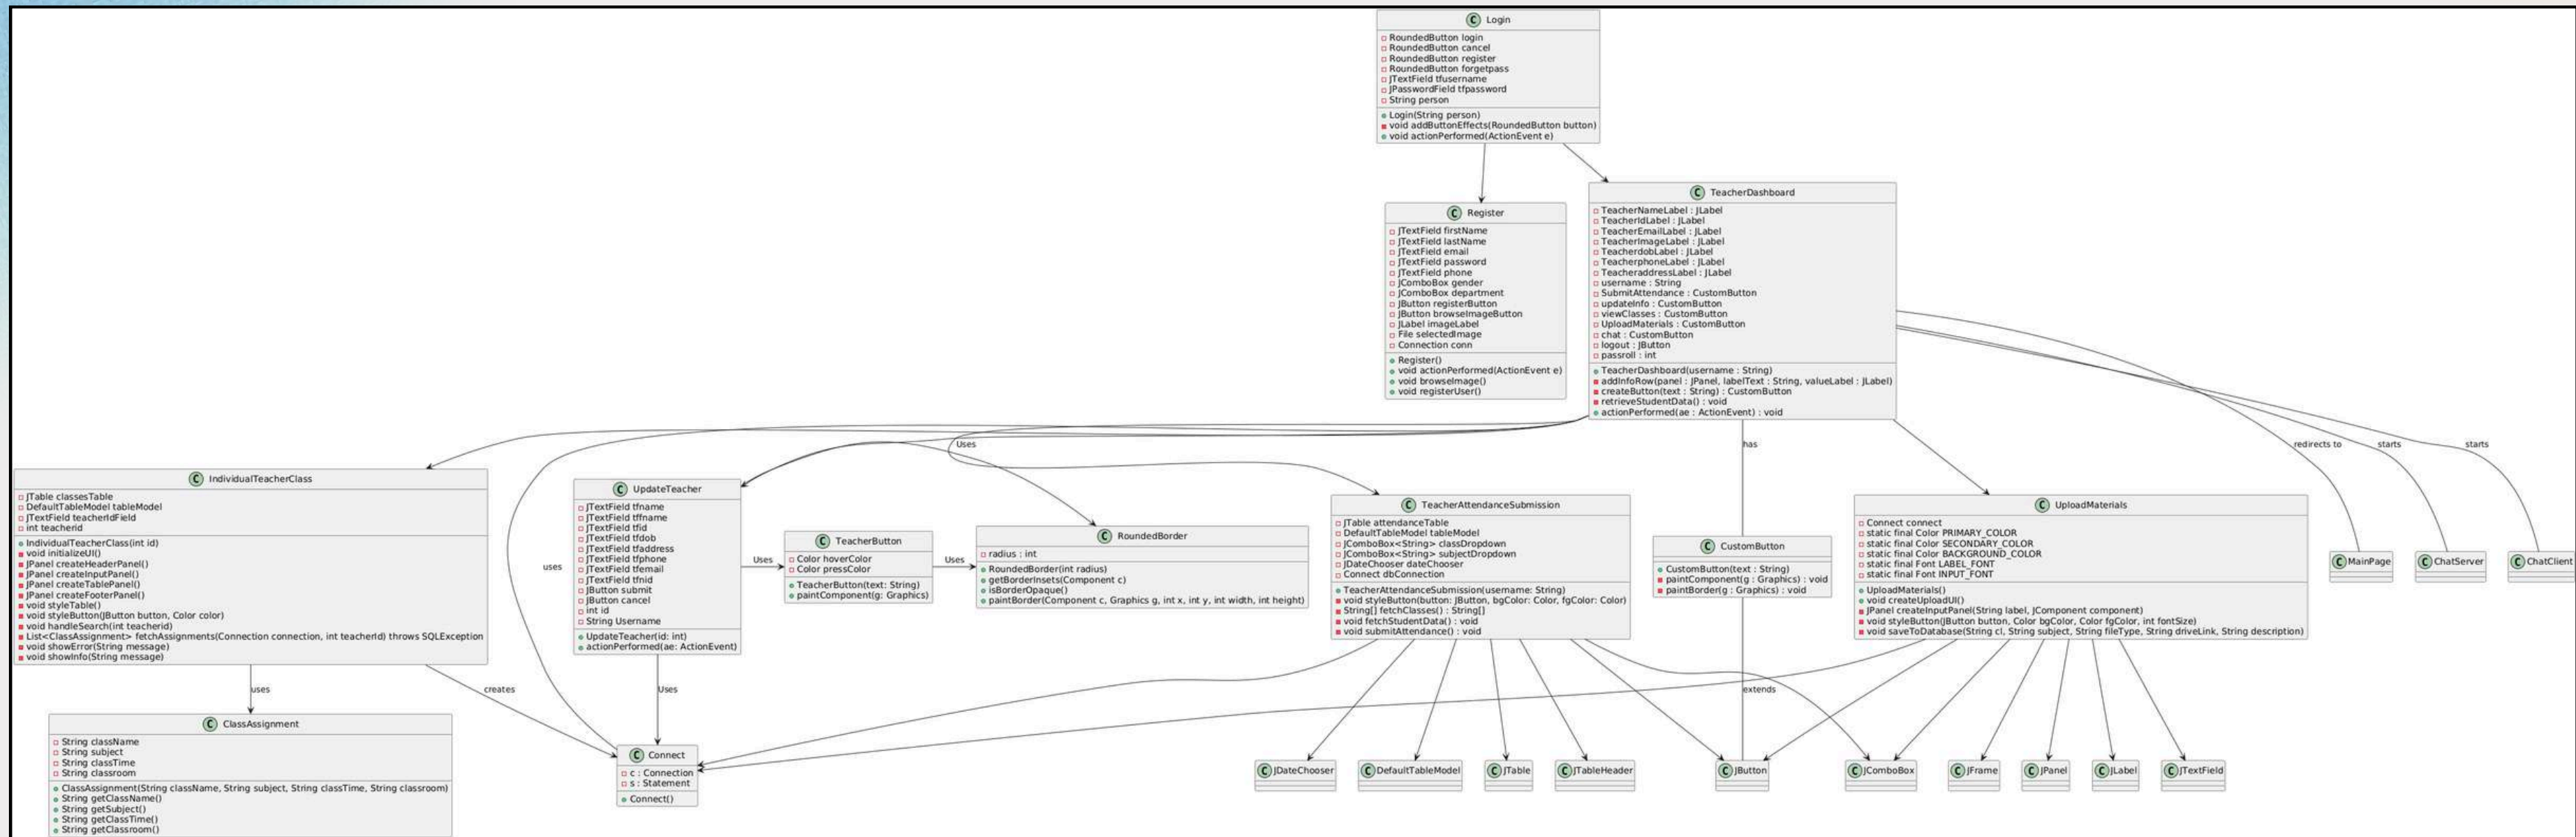 C Login
RoundedButton login
RoundedButton cancel
RoundedButton register
RoundedButton forgetpass
JTextField tfusername
JPasswordField tfpassword
String person
Login(String person)
void addButtonEffects(RoundedButton button)
void actionPerformed(ActionEvent e)
C Register
JTextField firstName
JTextField lastName
JTextField email
JTextField password
JTextField phone
JComboBox gender
JComboBox department
JButton registerButton
JButton browseImageButton
JLabel imageLabel
File selectedImage
Connection conn
Register()
void actionPerformed(ActionEvent e)
void browseImage()
void registerUser()
C TeacherDashboard
TeacherNameLabel : JLabel
TeacherIdLabel : JLabel
TeacherEmailLabel : JLabel
TeacherImageLabel : JLabel
TeacherdobLabel : JLabel
TeacherphoneLabel : JLabel
TeacheraddressLabel : JLabel
username : String
SubmitAttendance : CustomButton
updateInfo : CustomButton
viewClasses : CustomButton
UploadMaterials : CustomButton
chat : CustomButton
logout : JButton
passroll : int
TeacherDashboard(username : String)
addInfoRow(panel : JPanel, labelText : String, valueLabel : JLabel)
createButton(text : String) : CustomButton
retrieveStudentData() : void
actionPerformed(ae : ActionEvent) : void
Uses
has
redirects to
starts
starts
C IndividualTeacherClass
JTable classesTable
DefaultTableModel tableModel
JTextField teacherIdField
int teacherid
IndividualTeacherClass(int id)
void initializeUI()
JPanel createHeaderPanel()
JPanel createInputPanel()
JPanel createTablePanel()
JPanel createFooterPanel()
void styleTable()
void styleButton(JButton button, Color color)
void handleSearch(int teacherid)
List<ClassAssignment> fetchAssignments(Connection connection, int teacherId) throws SQLException
void showError(String message)
void showInfo(String message)
uses
C UpdateTeacher
JTextField tfname
JTextField tffname
JTextField tfid
JTextField tfdob
JTextField tfaddress
JTextField tfphone
JTextField tfemail
JTextField tfnid
JButton submit
JButton cancel
int id
String Username
UpdateTeacher(id: int)
actionPerformed(ae: ActionEvent)
Uses
C TeacherButton
Color hoverColor
Color pressColor
TeacherButton(text: String)
paintComponent(g: Graphics)
Uses
C RoundedBorder
radius : int
RoundedBorder(int radius)
getBorderInsets(Component c)
isBorderOpaque()
paintBorder(Component c, Graphics g, int x, int y, int width, int height)
C TeacherAttendanceSubmission
JTable attendanceTable
DefaultTableModel tableModel
JComboBox<String> classDropdown
JComboBox<String> subjectDropdown
JDateChooser dateChooser
Connect dbConnection
TeacherAttendanceSubmission(username: String)
void styleButton(button: JButton, bgColor: Color, fgColor: Color)
String[] fetchClasses() : String[]
void fetchStudentData() : void
void submitAttendance() : void
C CustomButton
CustomButton(text : String)
paintComponent(g : Graphics) : void
paintBorder(g : Graphics) : void
C UploadMaterials
Connect connect
static final Color PRIMARY_COLOR
static final Color SECONDARY_COLOR
static final Color BACKGROUND_COLOR
static final Font LABEL_FONT
static final Font INPUT_FONT
UploadMaterials()
void createUploadUI()
JPanel createInputPanel(String label, JComponent component)
void styleButton(JButton button, Color bgColor, Color fgColor, int fontSize)
void saveToDatabase(String cl, String subject, String fileType, String driveLink, String description)
C MainPage
C ChatServer
C ChatClient
uses
creates
Uses
extends
C ClassAssignment
String className
String subject
String classTime
String classroom
ClassAssignment(String className, String subject, String classTime, String classroom)
String getClassName()
String getSubject()
String getClassTime()
String getClassroom()
C Connect
c : Connection
s : Statement
Connect()
C JDateChooser
C DefaultTableModel
C JTable
C JTableHeader
C JButton
C JComboBox
C JFrame
C JPanel
C JLabel
C JTextField